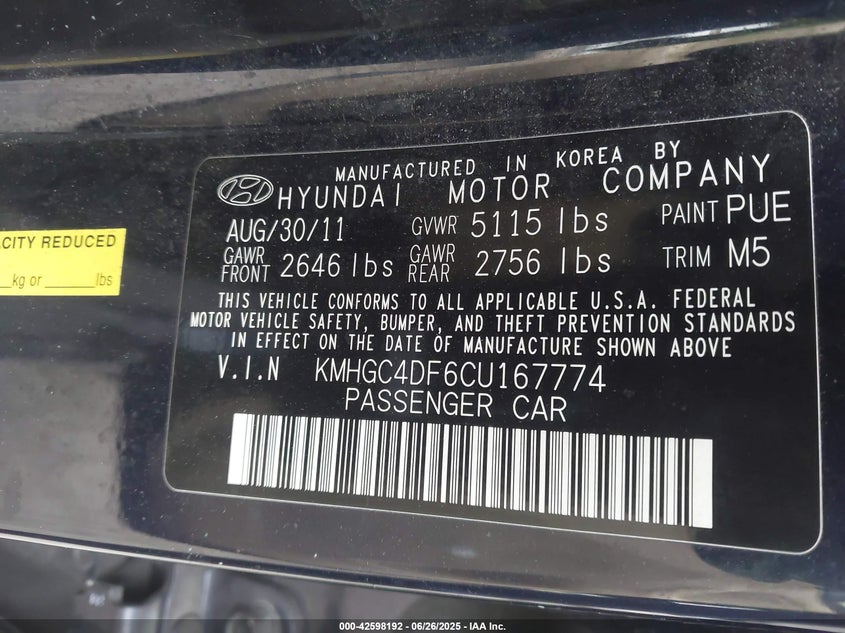 MANUFACTURED IN KOREA BY
HYUNDAI MOTOR COMPANY
AUG/30/11 GVWR 5115 lbs PAINT PUE
GAWR FRONT 2646 lbs GAWR REAR 2756 lbs TRIM M5
THIS VEHICLE CONFORMS TO ALL APPLICABLE U.S.A. FEDERAL
MOTOR VEHICLE SAFETY, BUMPER, AND THEFT PREVENTION STANDARDS
IN EFFECT ON THE DATE OF MANUFACTURE SHOWN ABOVE
V.I.N KMHGC4DF6CU167774
PASSENGER CAR
ACITY REDUCED
kg or lbs
000-42598192 - 06/26/2025 - IAA Inc.